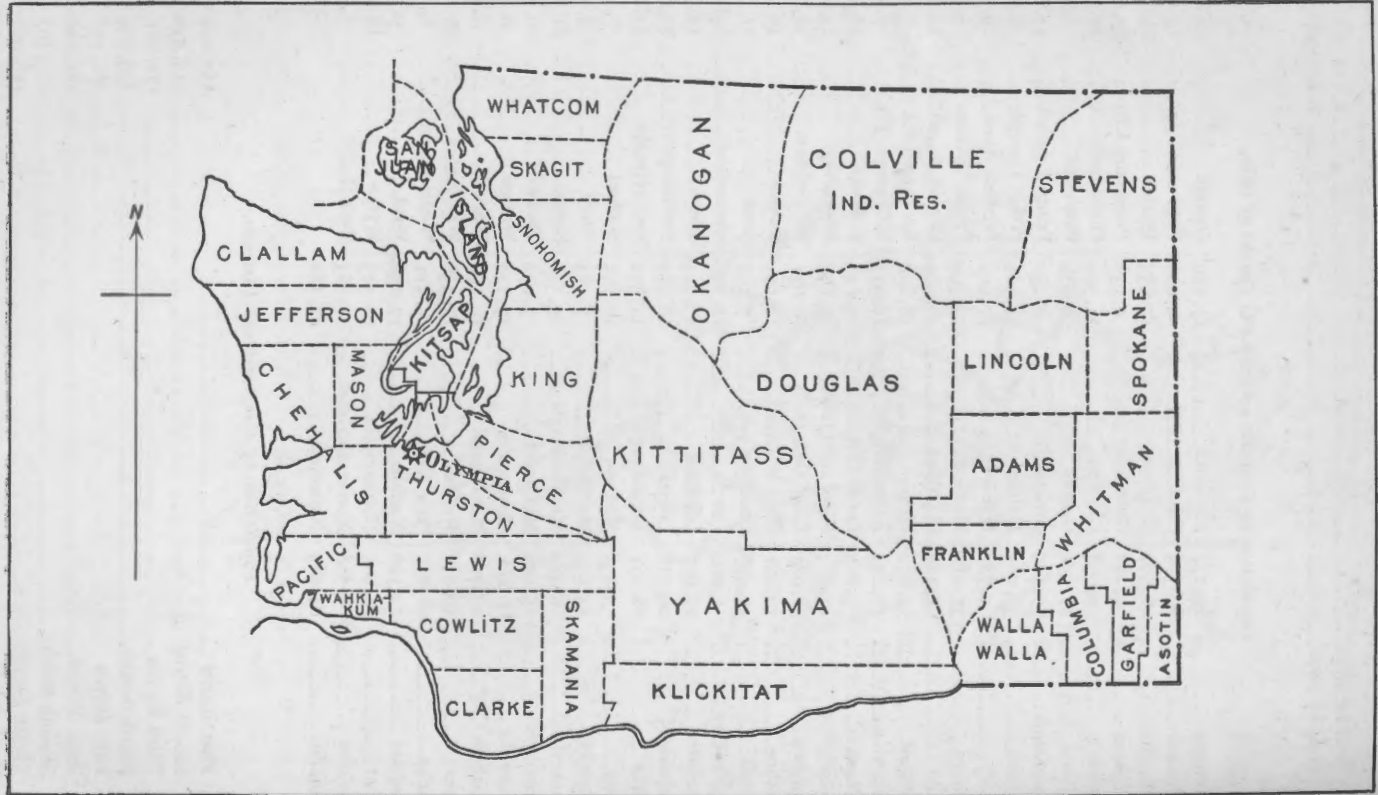 WHATCOM
SAN
JUAN
SKAGIT
OKANOGAN
COLVILLE
IND. RES.
STEVENS
N
ISLAND
SNOHOMISH
CLALLAM
JEFFERSON
KITSAP
SPOKANE
MASON
KING
DOUGLAS
LINCOLN
CHEHALIS
KITTITASS
ADAMS
WHITMAN
PIERCE
OLYMPIA
THURSTON
PACIFIC
LEWIS
FRANKLIN
WAHKIA-
KUM
YAKIMA
COWLITZ
SKAMANIA
WALLA
WALLA
COLUMBIA
GARFIELD
ASOTIN
CLARKE
KLICKITAT